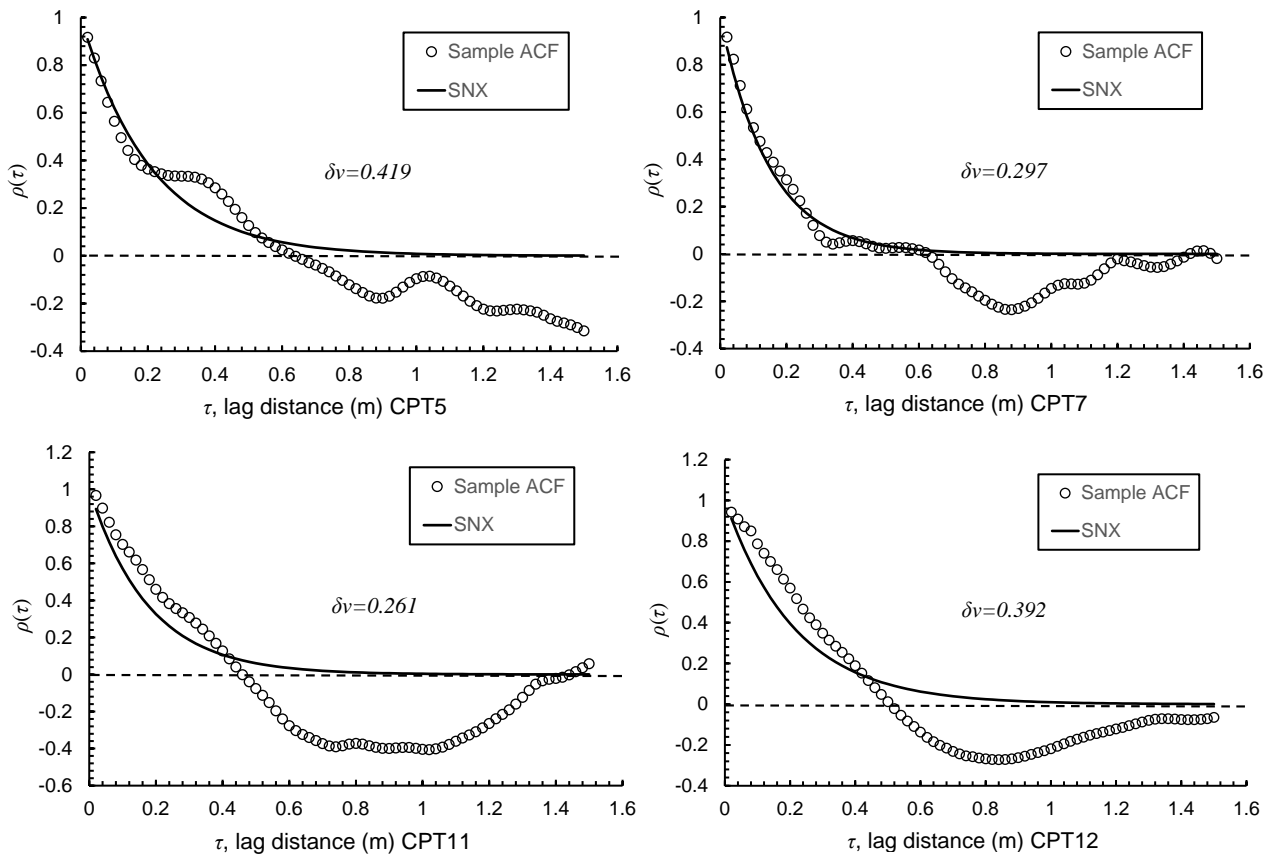 1
0.8
0.6
0.4
0.2
0
-0.2
-0.4
ρ(τ)
Sample ACF
SNX
δv=0.419
0 0.2 0.4 0.6 0.8 1 1.2 1.4 1.6
τ, lag distance (m) CPT5
1
0.8
0.6
0.4
0.2
0
-0.2
-0.4
ρ(τ)
Sample ACF
SNX
δv=0.297
0 0.2 0.4 0.6 0.8 1 1.2 1.4 1.6
τ, lag distance (m) CPT7
1.2
1
0.8
0.6
0.4
0.2
0
-0.2
-0.4
-0.6
ρ(τ)
Sample ACF
SNX
δv=0.261
0 0.2 0.4 0.6 0.8 1 1.2 1.4 1.6
τ, lag distance (m) CPT11
1.2
1
0.8
0.6
0.4
0.2
0
-0.2
-0.4
ρ(τ)
Sample ACF
SNX
δv=0.392
0 0.2 0.4 0.6 0.8 1 1.2 1.4 1.6
τ, lag distance (m) CPT12